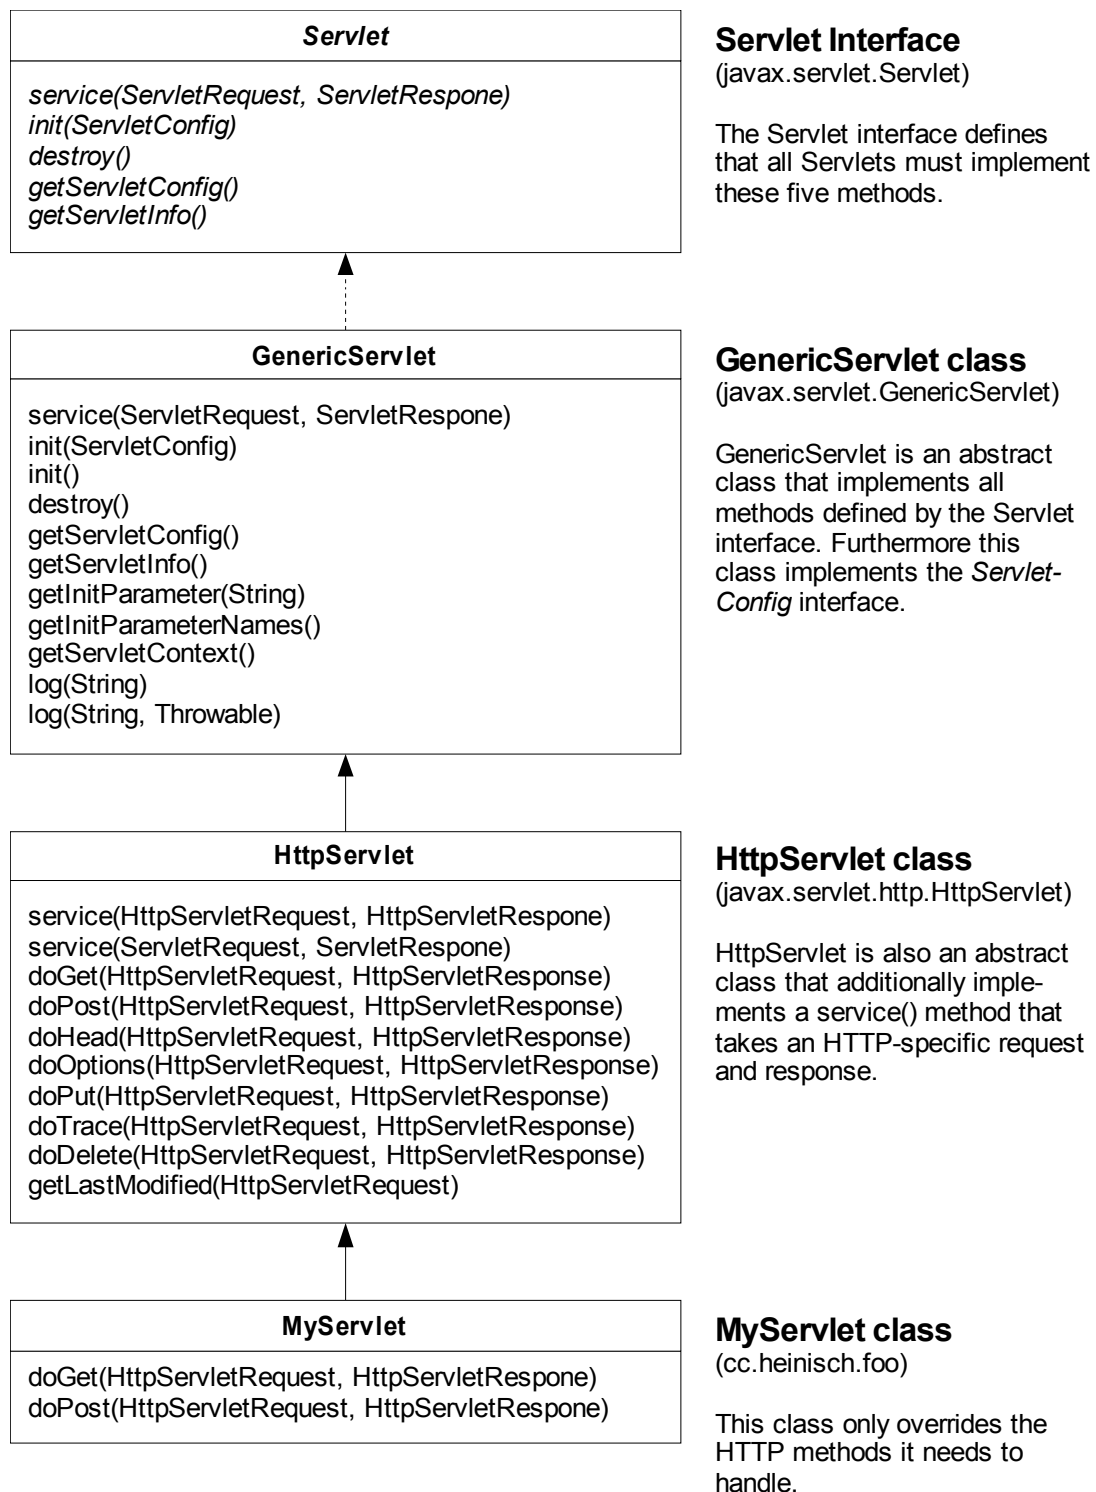 Servlet
service(ServletRequest, ServletRespone)
init(ServletConfig)
destroy()
getServletConfig()
getServletInfo()
Servlet Interface
(javax.servlet.Servlet)
The Servlet interface defines
that all Servlets must implement
these five methods.
GenericServlet
service(ServletRequest, ServletRespone)
init(ServletConfig)
init()
destroy()
getServletConfig()
getServletInfo()
getInitParameter(String)
getInitParameterNames()
getServletContext()
log(String)
log(String, Throwable)
GenericServlet class
(javax.servlet.GenericServlet)
GenericServlet is an abstract
class that implements all
methods defined by the Servlet
interface. Furthermore this
class implements the Servlet-
Config interface.
HttpServlet
service(HttpServletRequest, HttpServletRespone)
service(ServletRequest, ServletRespone)
doGet(HttpServletRequest, HttpServletResponse)
doPost(HttpServletRequest, HttpServletResponse)
doHead(HttpServletRequest, HttpServletResponse)
doOptions(HttpServletRequest, HttpServletResponse)
doPut(HttpServletRequest, HttpServletResponse)
doTrace(HttpServletRequest, HttpServletResponse)
doDelete(HttpServletRequest, HttpServletResponse)
getLastModified(HttpServletRequest)
HttpServlet class
(javax.servlet.http.HttpServlet)
HttpServlet is also an abstract
class that additionally imple-
ments a service() method that
takes an HTTP-specific request
and response.
MyServlet
doGet(HttpServletRequest, HttpServletRespone)
doPost(HttpServletRequest, HttpServletRespone)
MyServlet class
(cc.heinisch.foo)
This class only overrides the
HTTP methods it needs to
handle.